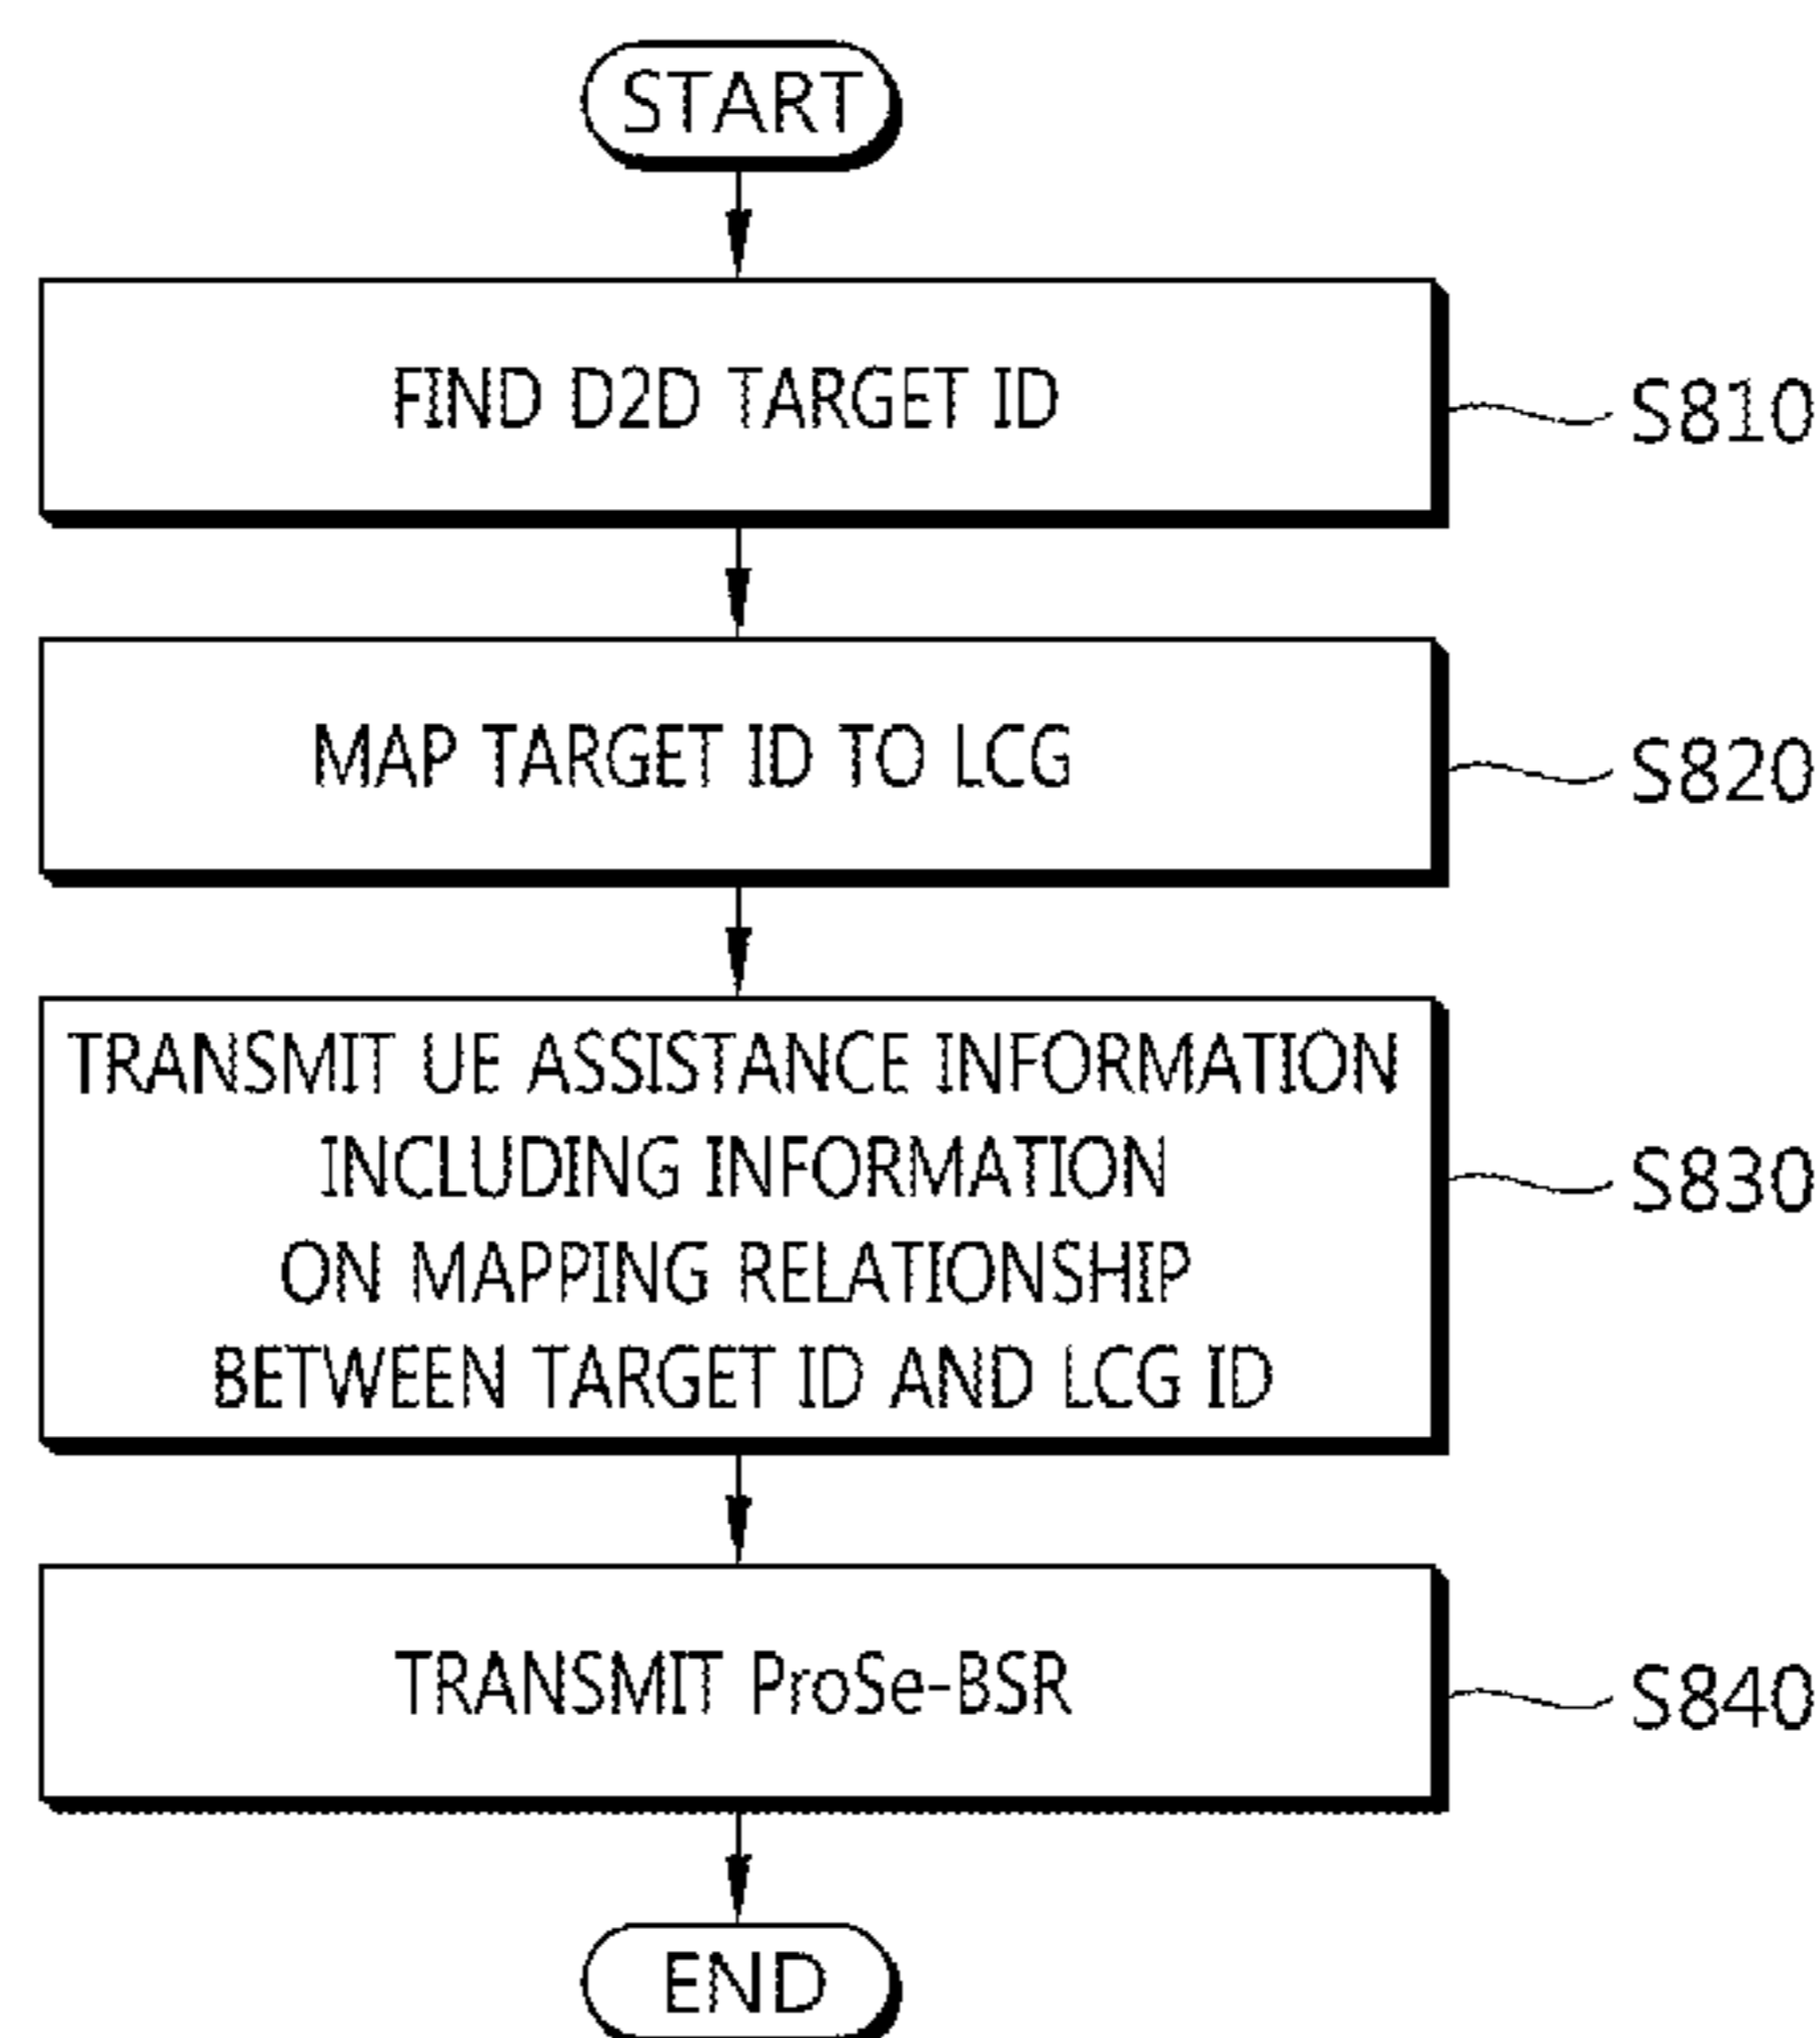 START
FIND D2D TARGET ID
S810
MAP TARGET ID TO LCG
S820
TRANSMIT UE ASSISTANCE INFORMATION
INCLUDING INFORMATION
ON MAPPING RELATIONSHIP
BETWEEN TARGET ID AND LCG ID
S830
TRANSMIT ProSe-BSR
S840
END